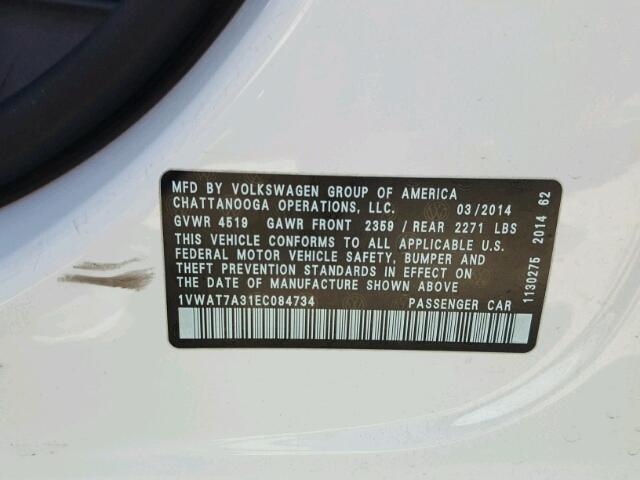 MFD BY VOLKSWAGEN GROUP OF AMERICA
CHATTANOOGA OPERATIONS, LLC. 03/2014
GVWR 4519 GAWR FRONT 2359 / REAR 2271 LBS
THIS VEHICLE CONFORMS TO ALL APPLICABLE U.S.
FEDERAL MOTOR VEHICLE SAFETY, BUMPER AND
THEFT PREVENTION STANDARDS IN EFFECT ON
THE DATE OF MANUFACTURE SHOWN ABOVE
1VWAT7A31EC084734 PASSENGER CAR
1130275 2014 62